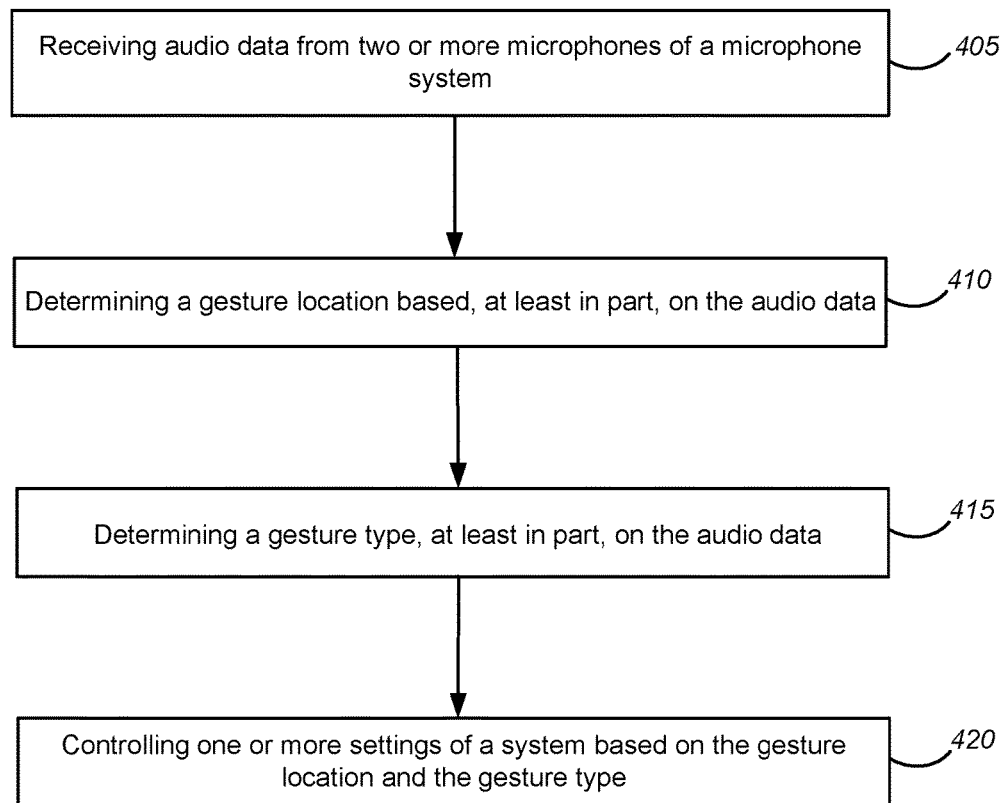 Receiving audio data from two or more microphones of a microphone
system
405
Determining a gesture location based, at least in part, on the audio data
410
Determining a gesture type, at least in part, on the audio data
415
Controlling one or more settings of a system based on the gesture
location and the gesture type
420